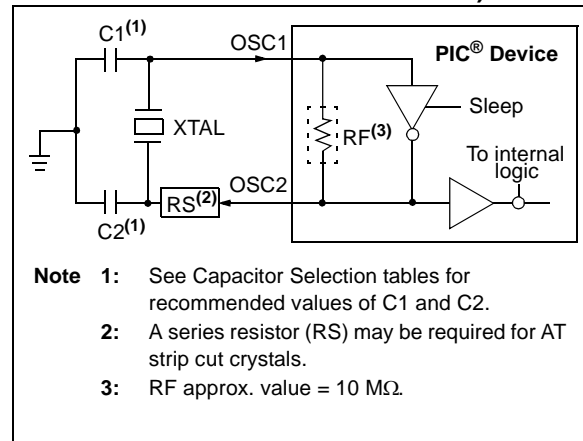 C1(1)
OSC1
PIC® Device
Sleep
XTAL
RF(3)
To internal
logic
OSC2
RS(2)
C2(1)
Note 1: See Capacitor Selection tables for
recommended values of C1 and C2.
2: A series resistor (RS) may be required for AT
strip cut crystals.
3: RF approx. value = 10 MΩ.